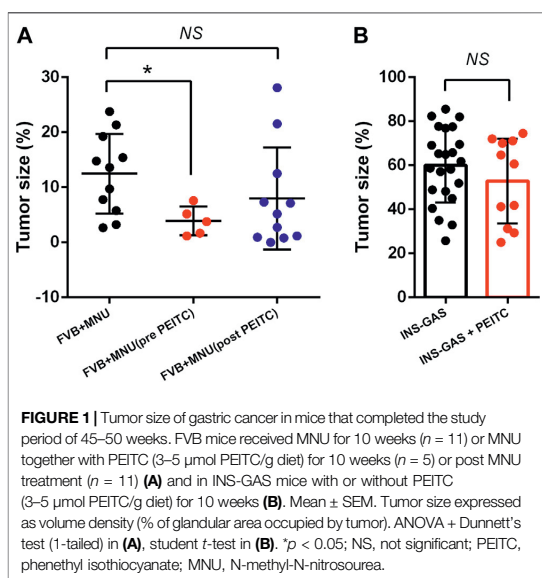 A
NS
*
Tumor size (%)
30
20
10
0
-10
FVB+MNU
FVB+MNU(pre PEITC)
FVB+MNU(post PEITC)
B
NS
Tumor size (%)
100
80
60
40
20
0
INS-GAS
INS-GAS + PEITC
FIGURE 1 | Tumor size of gastric cancer in mice that completed the study
period of 45–50 weeks. FVB mice received MNU for 10 weeks (n = 11) or MNU
together with PEITC (3–5 µmol PEITC/g diet) for 10 weeks (n = 5) or post MNU
treatment (n = 11) (A) and in INS-GAS mice with or without PEITC
(3–5 µmol PEITC/g diet) for 10 weeks (B). Mean ± SEM. Tumor size expressed
as volume density (% of glandular area occupied by tumor). ANOVA + Dunnett's
test (1-tailed) in (A), student t-test in (B). *p < 0.05; NS, not significant; PEITC,
phenethyl isothiocyanate; MNU, N-methyl-N-nitrosourea.